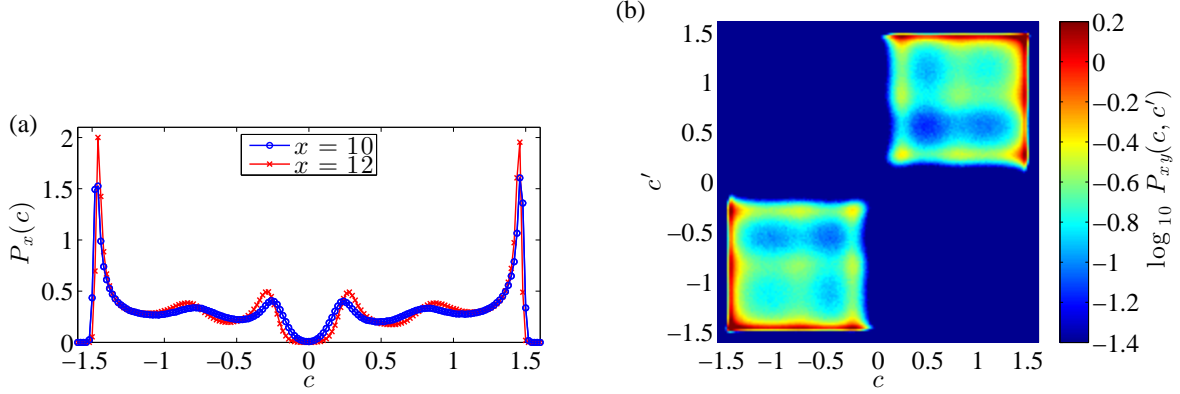 (a)
2
1.5
1
0.5
0
P_x(c)
−1.5 −1 −0.5 0 0.5 1 1.5
c
x = 10
x = 12
(b)
1.5
1
0.5
0
−0.5
−1
−1.5
c′
−1.5 −1 −0.5 0 0.5 1 1.5
c
0.2
0
−0.2
−0.4
−0.6
−0.8
−1
−1.2
−1.4
log₁₀ P_xy(c, c′)